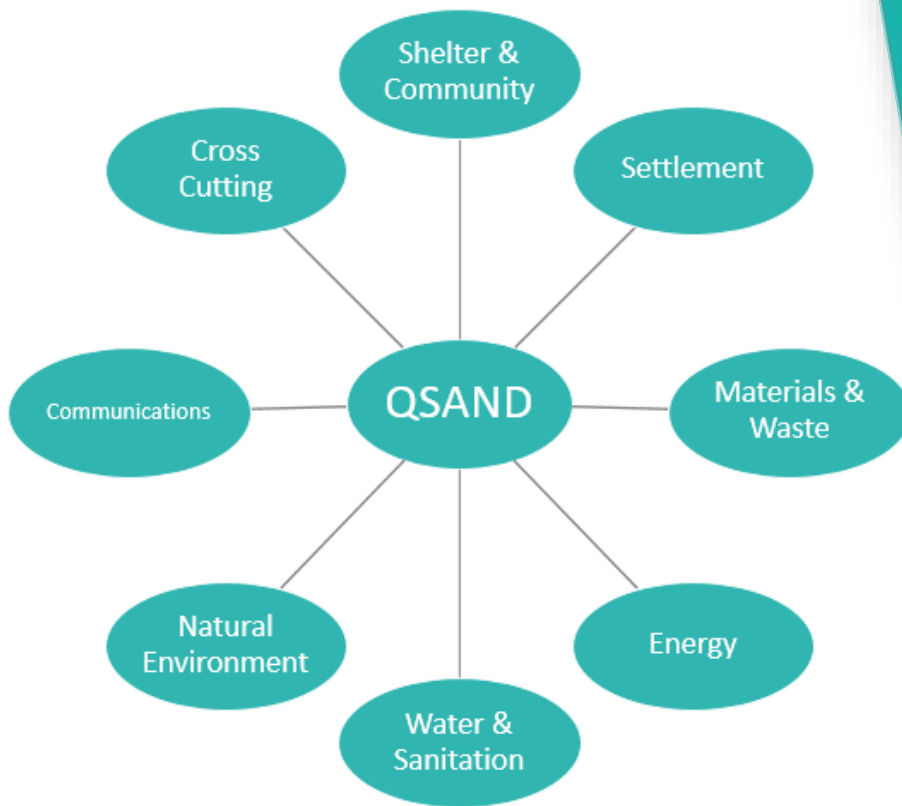 Shelter &
Community
Cross
Cutting
Settlement
Communications
QSAND
Materials &
Waste
Natural
Environment
Energy
Water &
Sanitation